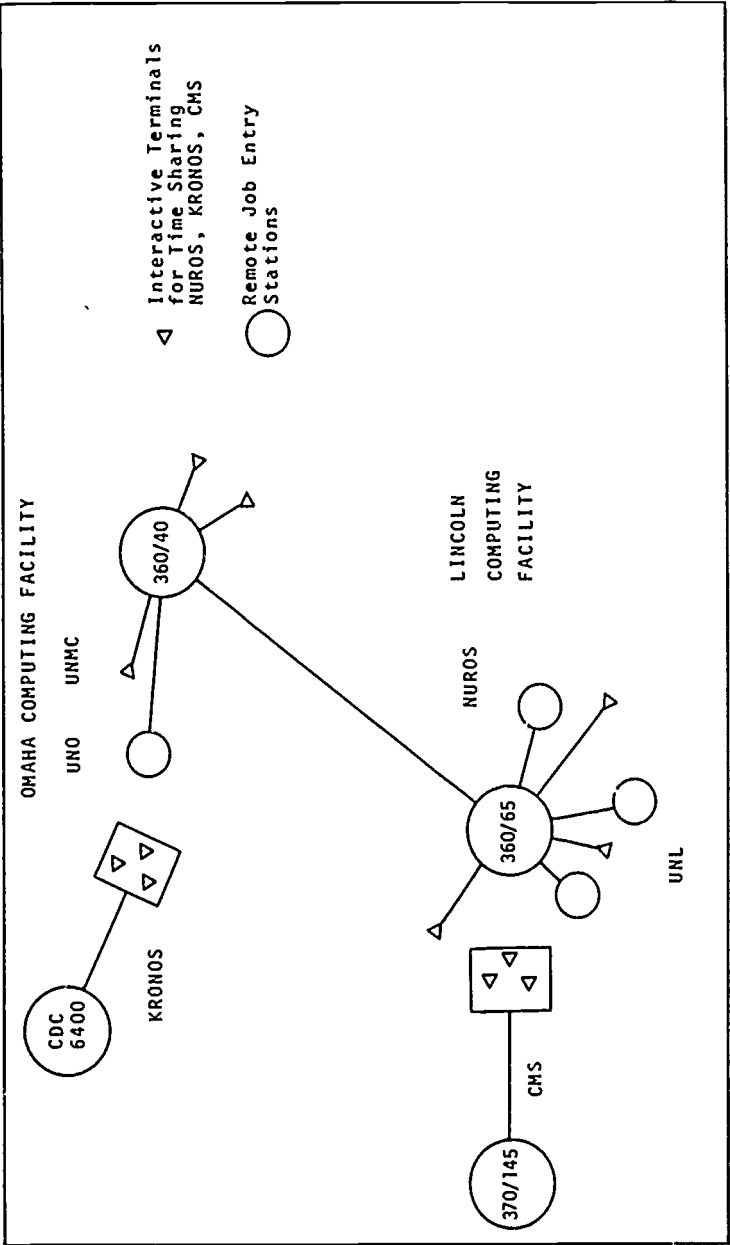 OMAHA COMPUTING FACILITY
UNO
UNMC
CDC
6400
KRONOS
360/40
Interactive Terminals
for Time Sharing
NUROS, KRONOS, CMS
Remote Job Entry
Stations
LINCOLN
COMPUTING
FACILITY
NUROS
360/65
UNL
CMS
370/145